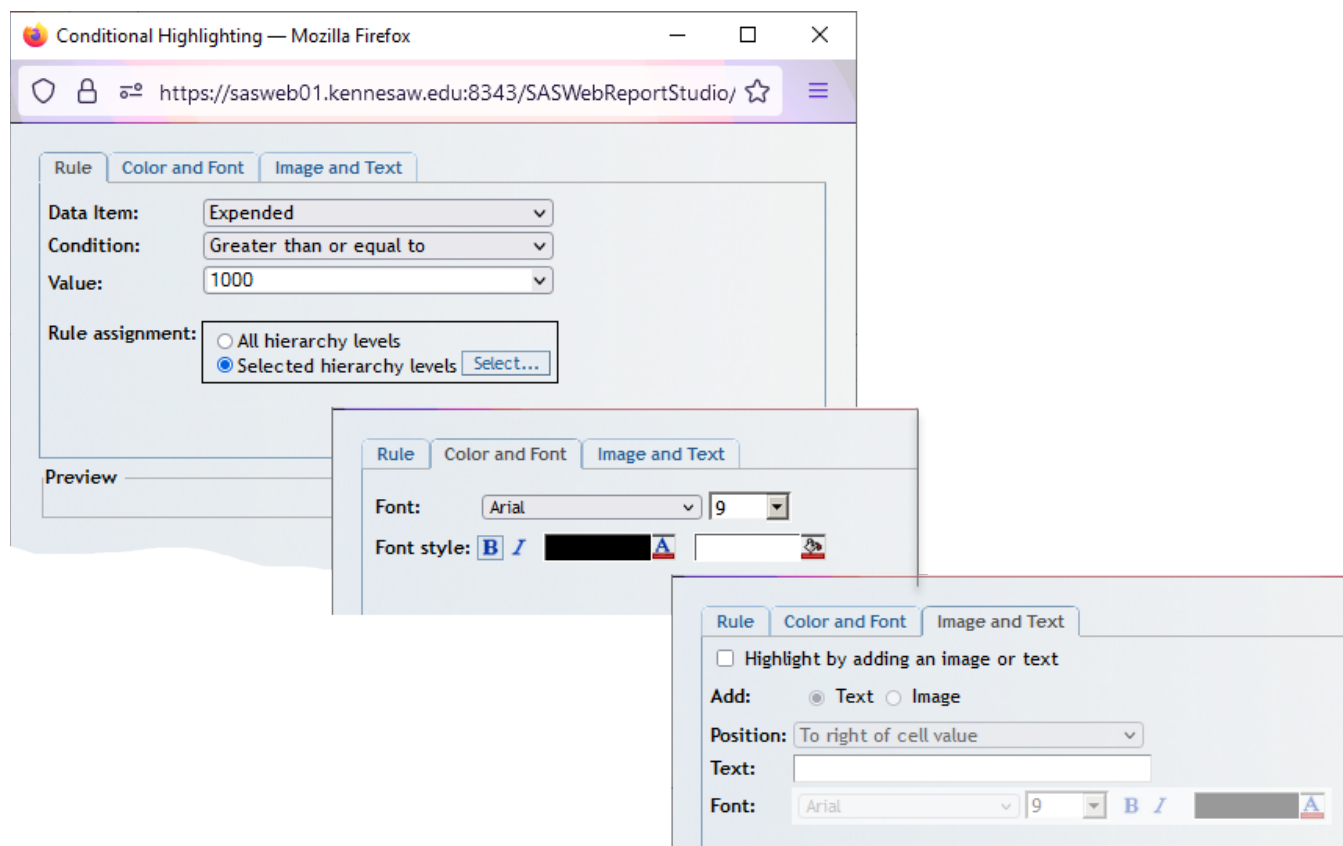 Conditional Highlighting — Mozilla Firefox
https://sasweb01.kennesaw.edu:8343/SASWebReportStudio/
Rule Color and Font Image and Text
Data Item: Expended
Condition: Greater than or equal to
Value: 1000
Rule assignment: All hierarchy levels
Selected hierarchy levels Select...
Preview
Rule Color and Font Image and Text
Font: Arial 9
Font style: B I A
Rule Color and Font Image and Text
Highlight by adding an image or text
Add: Text Image
Position: To right of cell value
Text:
Font: Arial 9 B I A